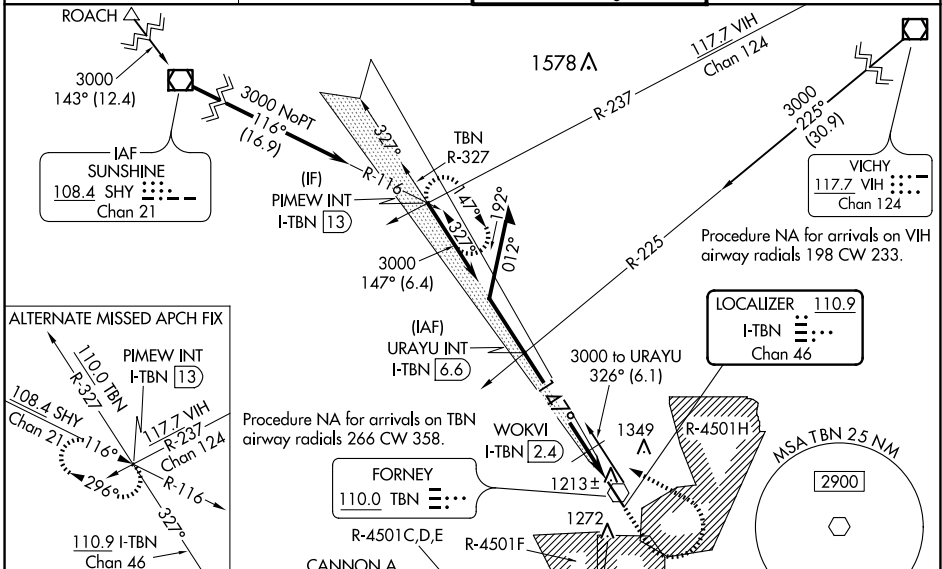 ROACH
3000
143° (12.4)
IAF
SUNSHINE
108.4 SHY
Chan 21
3000 NoPT
116°
(16.9)
R-116
327°
TBN
R-327
(IF)
PIMEW INT
I-TBN 13
147°
327°
3000
147° (6.4)
192°
012°
1578
117.7 VIH
Chan 124
R-237
3000
225°
(30.9)
R-225
VICHY
117.7 VIH
Chan 124
Procedure NA for arrivals on VIH
airway radials 198 CW 233.
LOCALIZER 110.9
I-TBN
Chan 46
(IAF)
URAYU INT
I-TBN 6.6
3000 to URAYU
326° (6.1)
147°
WOKVI
I-TBN 2.4
1349
R-4501H
1213±
Procedure NA for arrivals on TBN
airway radials 266 CW 358.
FORNEY
110.0 TBN
1272
R-4501C,D,E
R-4501F
CANNON A
MSA TBN 25 NM
2900
ALTERNATE MISSED APCH FIX
110.0 TBN
R-327
PIMEW INT
I-TBN 13
108.4 SHY
Chan 21
116°
117.7 VIH
R-237
Chan 124
296°
R-116
327°
110.9 I-TBN
Chan 46